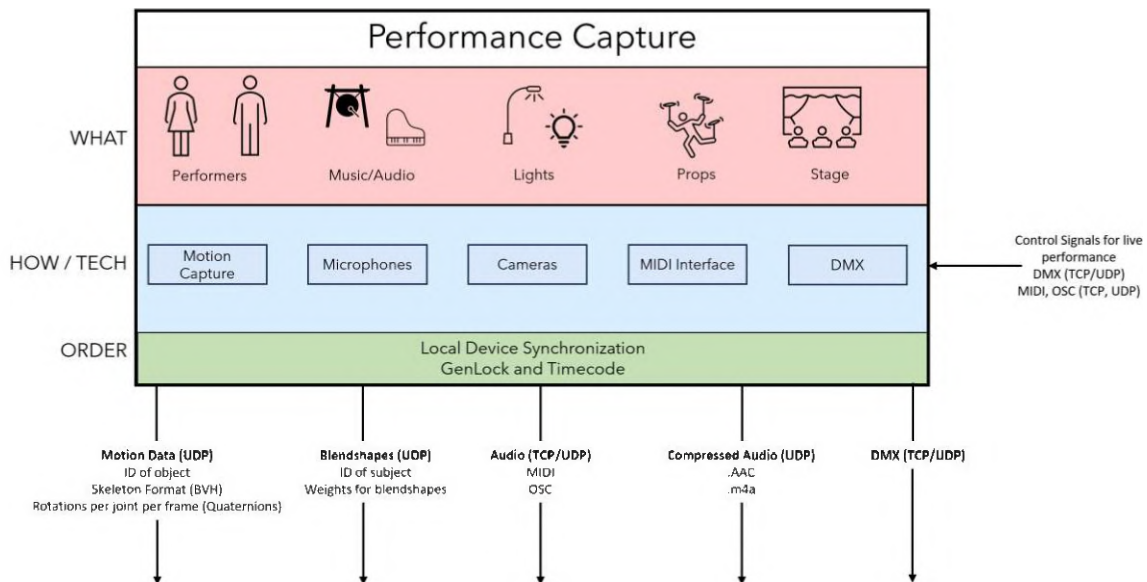 Performance Capture
WHAT
Performers
Music/Audio
Lights
Props
Stage
HOW / TECH
Motion
Capture
Microphones
Cameras
MIDI Interface
DMX
Control Signals for live
performance
DMX (TCP/UDP)
MIDI, OSC (TCP, UDP)
ORDER
Local Device Synchronization
GenLock and Timecode
Motion Data (UDP)
ID of object
Skeleton Format (BVH)
Rotations per joint per frame (Quaternions)
Blendshapes (UDP)
ID of subject
Weights for blendshapes
Audio (TCP/UDP)
MIDI
OSC
Compressed Audio (UDP)
.AAC
.m4a
DMX (TCP/UDP)